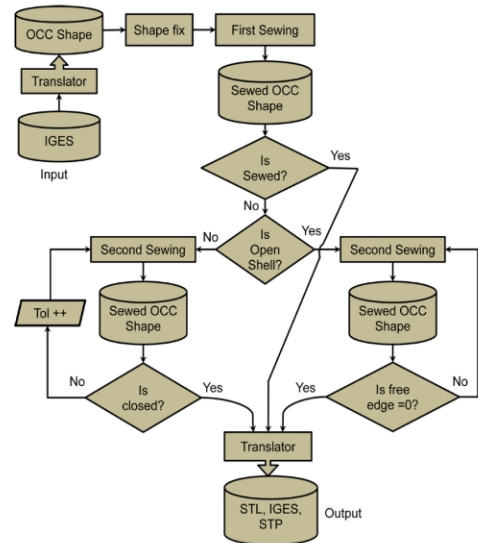 OCC Shape
Shape fix
First Sewing
Translator
Sewed OCC
Shape
IGES
Input
Is
Sewed?
Yes
No
Is
Open
Shell?
No
Yes
Second Sewing
Second Sewing
Tol ++
Sewed OCC
Shape
Sewed OCC
Shape
No
Is
closed?
Yes
Yes
Is free
edge =0?
No
Translator
STL, IGES,
STP
Output